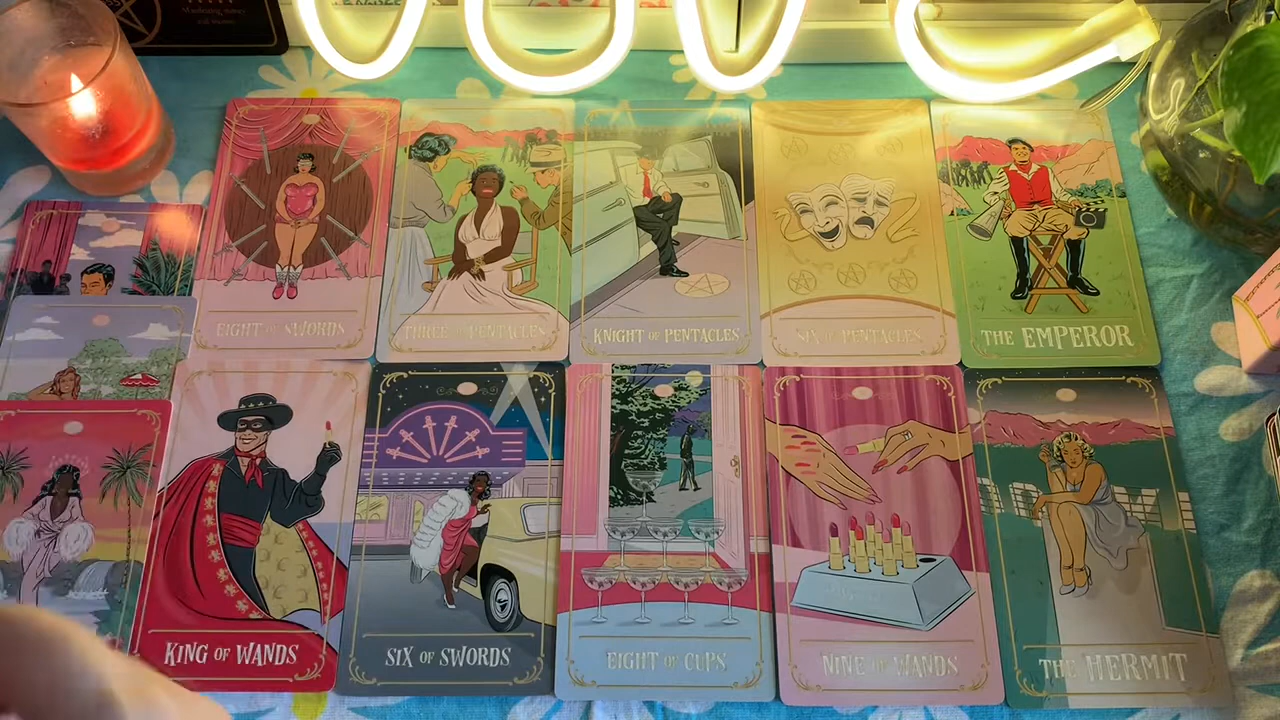 EIGHT OF SWORDS
THREE OF PENTACLES
KNIGHT OF PENTACLES
SIX OF PENTACLES
THE EMPEROR
KING OF WANDS
SIX OF SWORDS
EIGHT OF CUPS
NINE OF WANDS
THE HERMIT